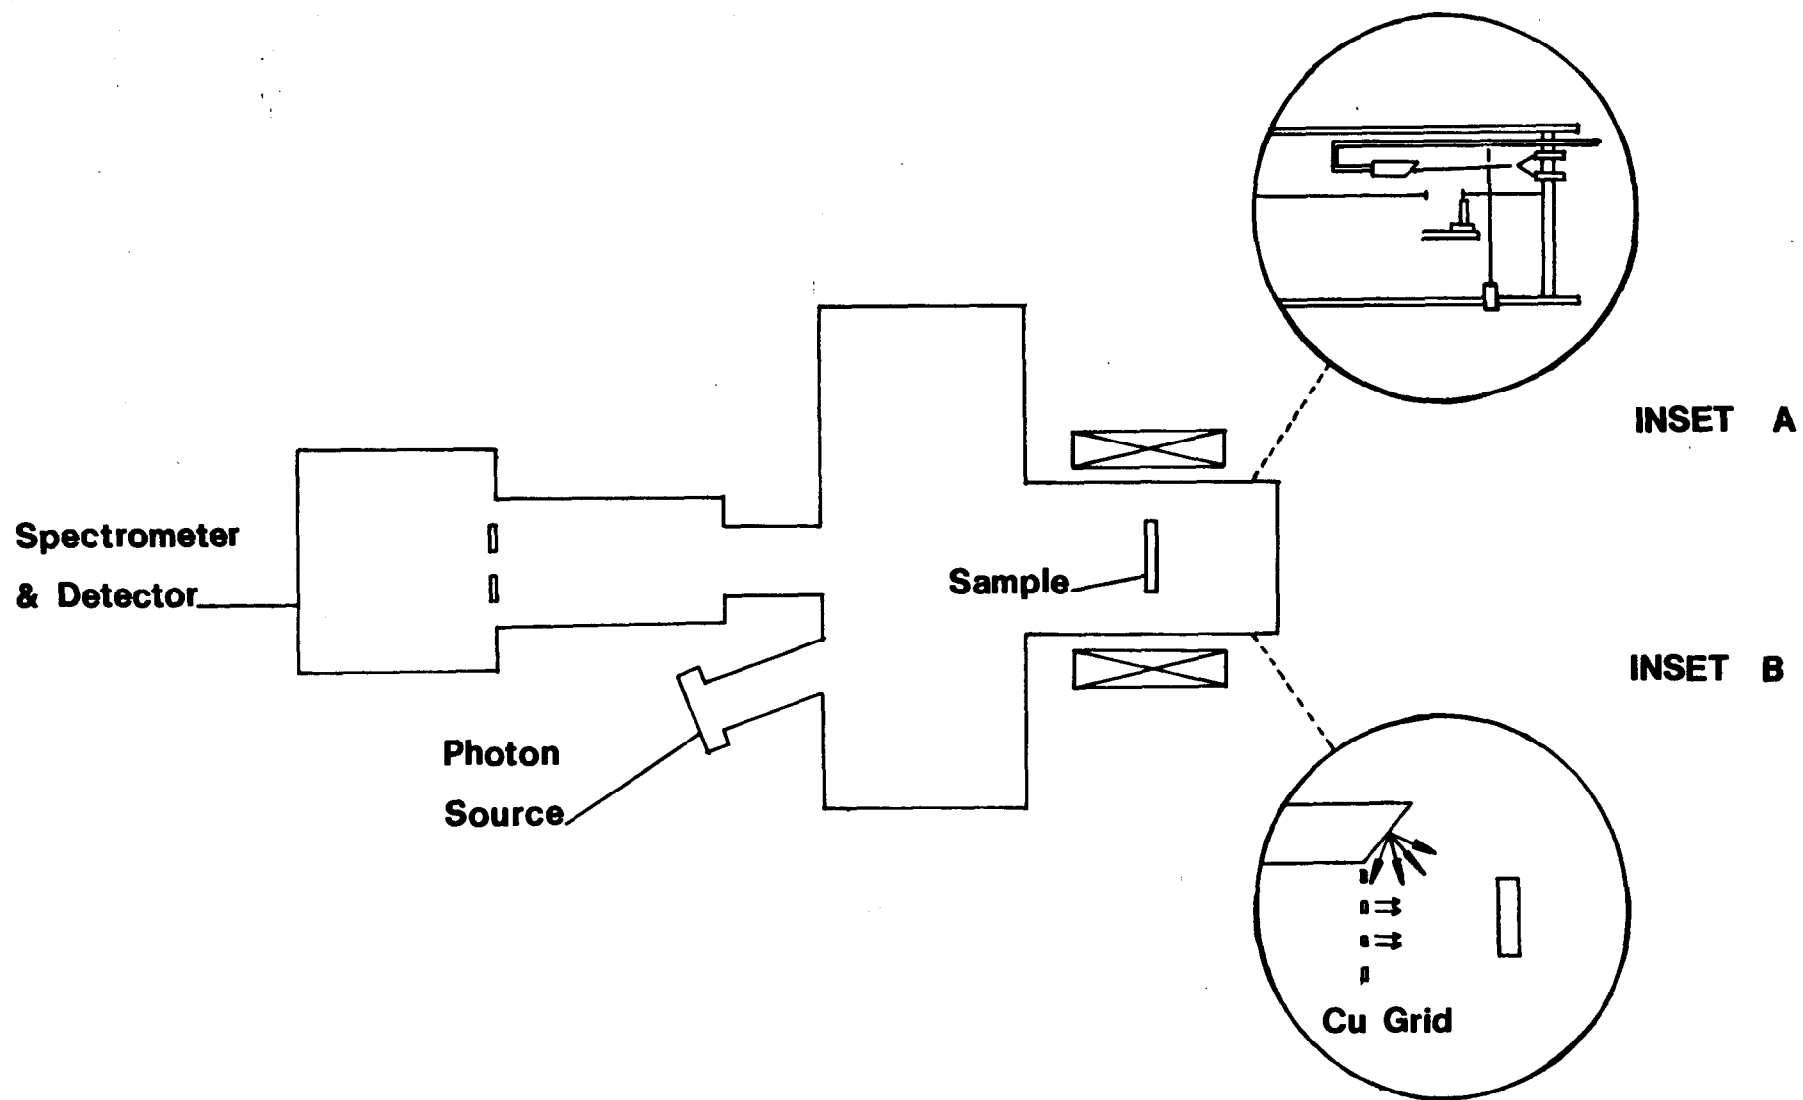 INSET A
Spectrometer
& Detector
Sample
INSET B
Photon
Source
Cu Grid